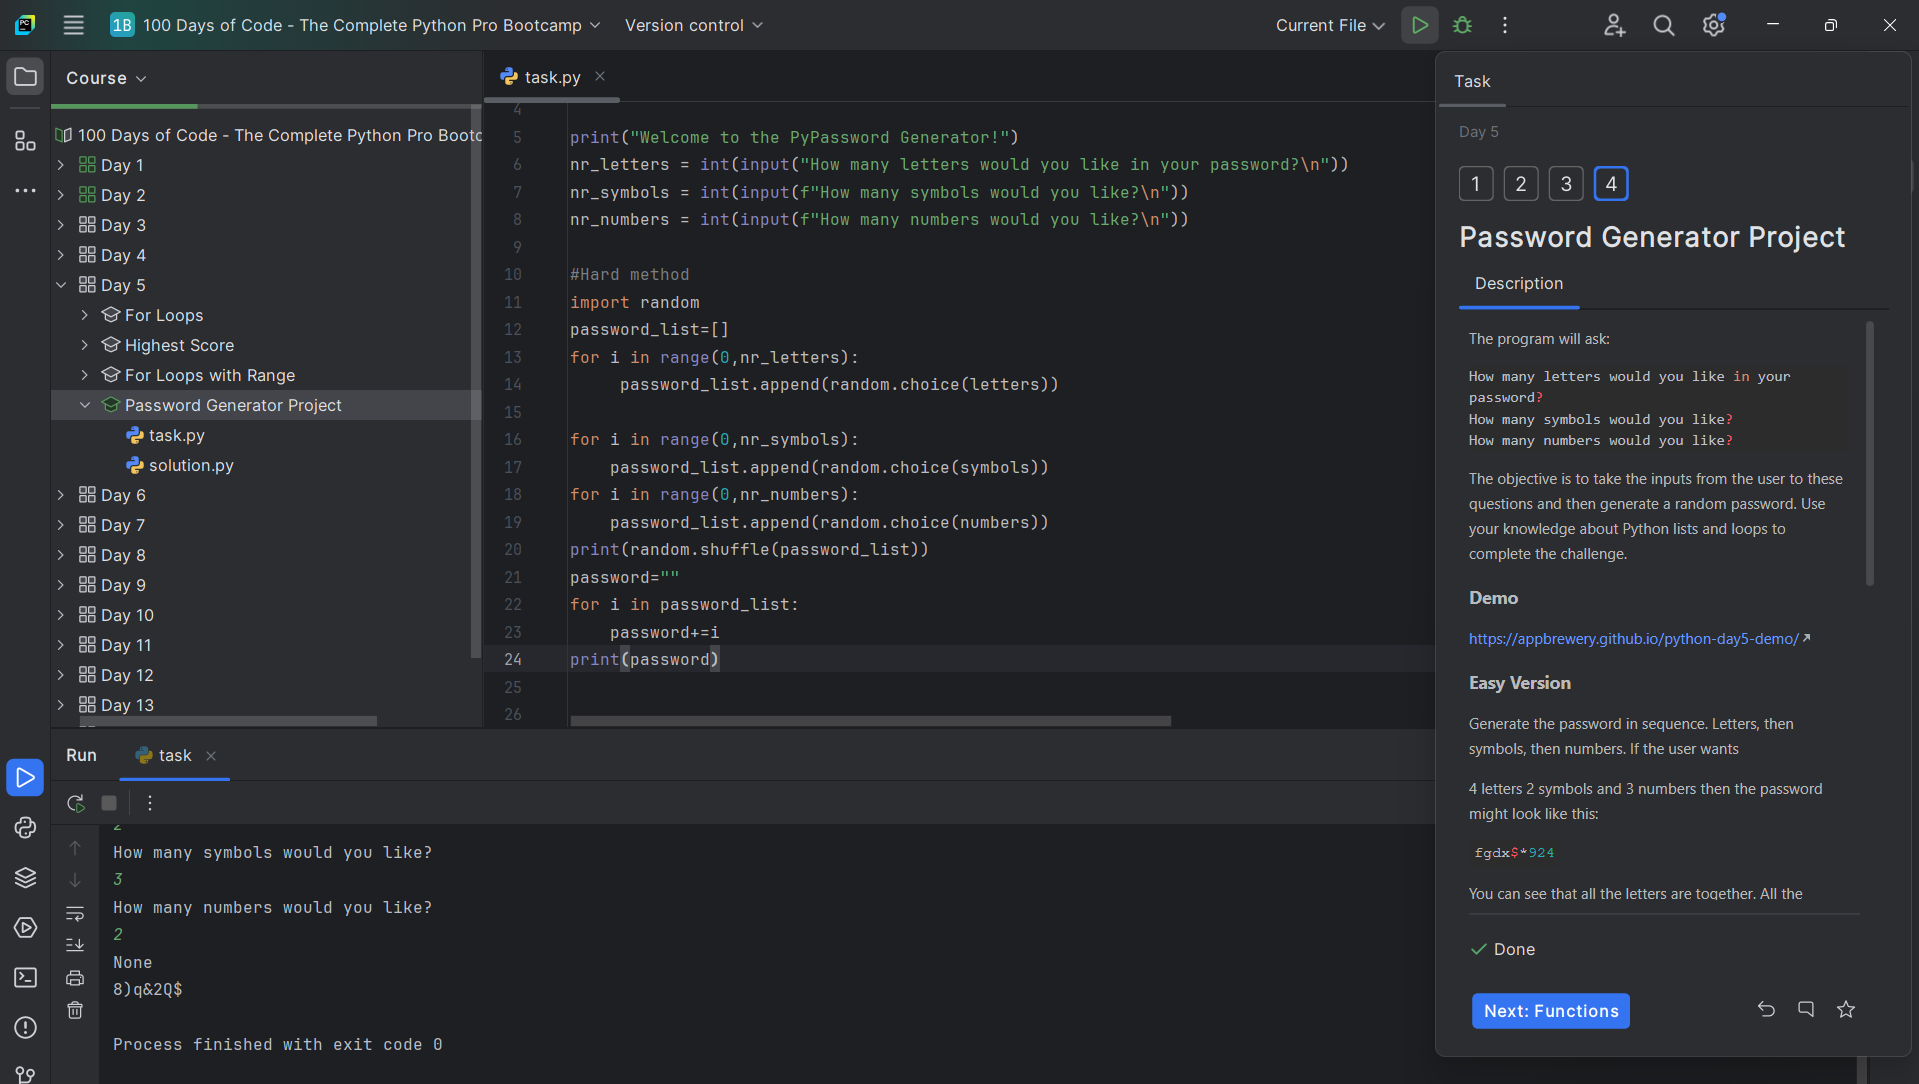 1B 100 Days of Code - The Complete Python Pro Bootcamp Version control Current File
Course
100 Days of Code - The Complete Python Pro Bootc
Day 1
Day 2
Day 3
Day 4
Day 5
For Loops
Highest Score
For Loops with Range
Password Generator Project
task.py
solution.py
Day 6
Day 7
Day 8
Day 9
Day 10
Day 11
Day 12
Day 13
task.py
4
5 print("Welcome to the PyPassword Generator!")
6 nr_letters = int(input("How many letters would you like in your password?\n"))
7 nr_symbols = int(input(f"How many symbols would you like?\n"))
8 nr_numbers = int(input(f"How many numbers would you like?\n"))
9
10 #Hard method
11 import random
12 password_list=[]
13 for i in range(0,nr_letters):
14 password_list.append(random.choice(letters))
15
16 for i in range(0,nr_symbols):
17 password_list.append(random.choice(symbols))
18 for i in range(0,nr_numbers):
19 password_list.append(random.choice(numbers))
20 print(random.shuffle(password_list))
21 password=""
22 for i in password_list:
23 password+=i
24 print(password)
25
26
Task
Day 5
1 2 3 4
Password Generator Project
Description
The program will ask:
How many letters would you like in your
password?
How many symbols would you like?
How many numbers would you like?
The objective is to take the inputs from the user to these
questions and then generate a random password. Use
your knowledge about Python lists and loops to
complete the challenge.
Demo
https://appbrewery.github.io/python-day5-demo/
Easy Version
Generate the password in sequence. Letters, then
symbols, then numbers. If the user wants
4 letters 2 symbols and 3 numbers then the password
might look like this:
fgdx$*924
You can see that all the letters are together. All the
Done
Next: Functions
Run task
2
How many symbols would you like?
3
How many numbers would you like?
2
None
8)q&2Q$
Process finished with exit code 0